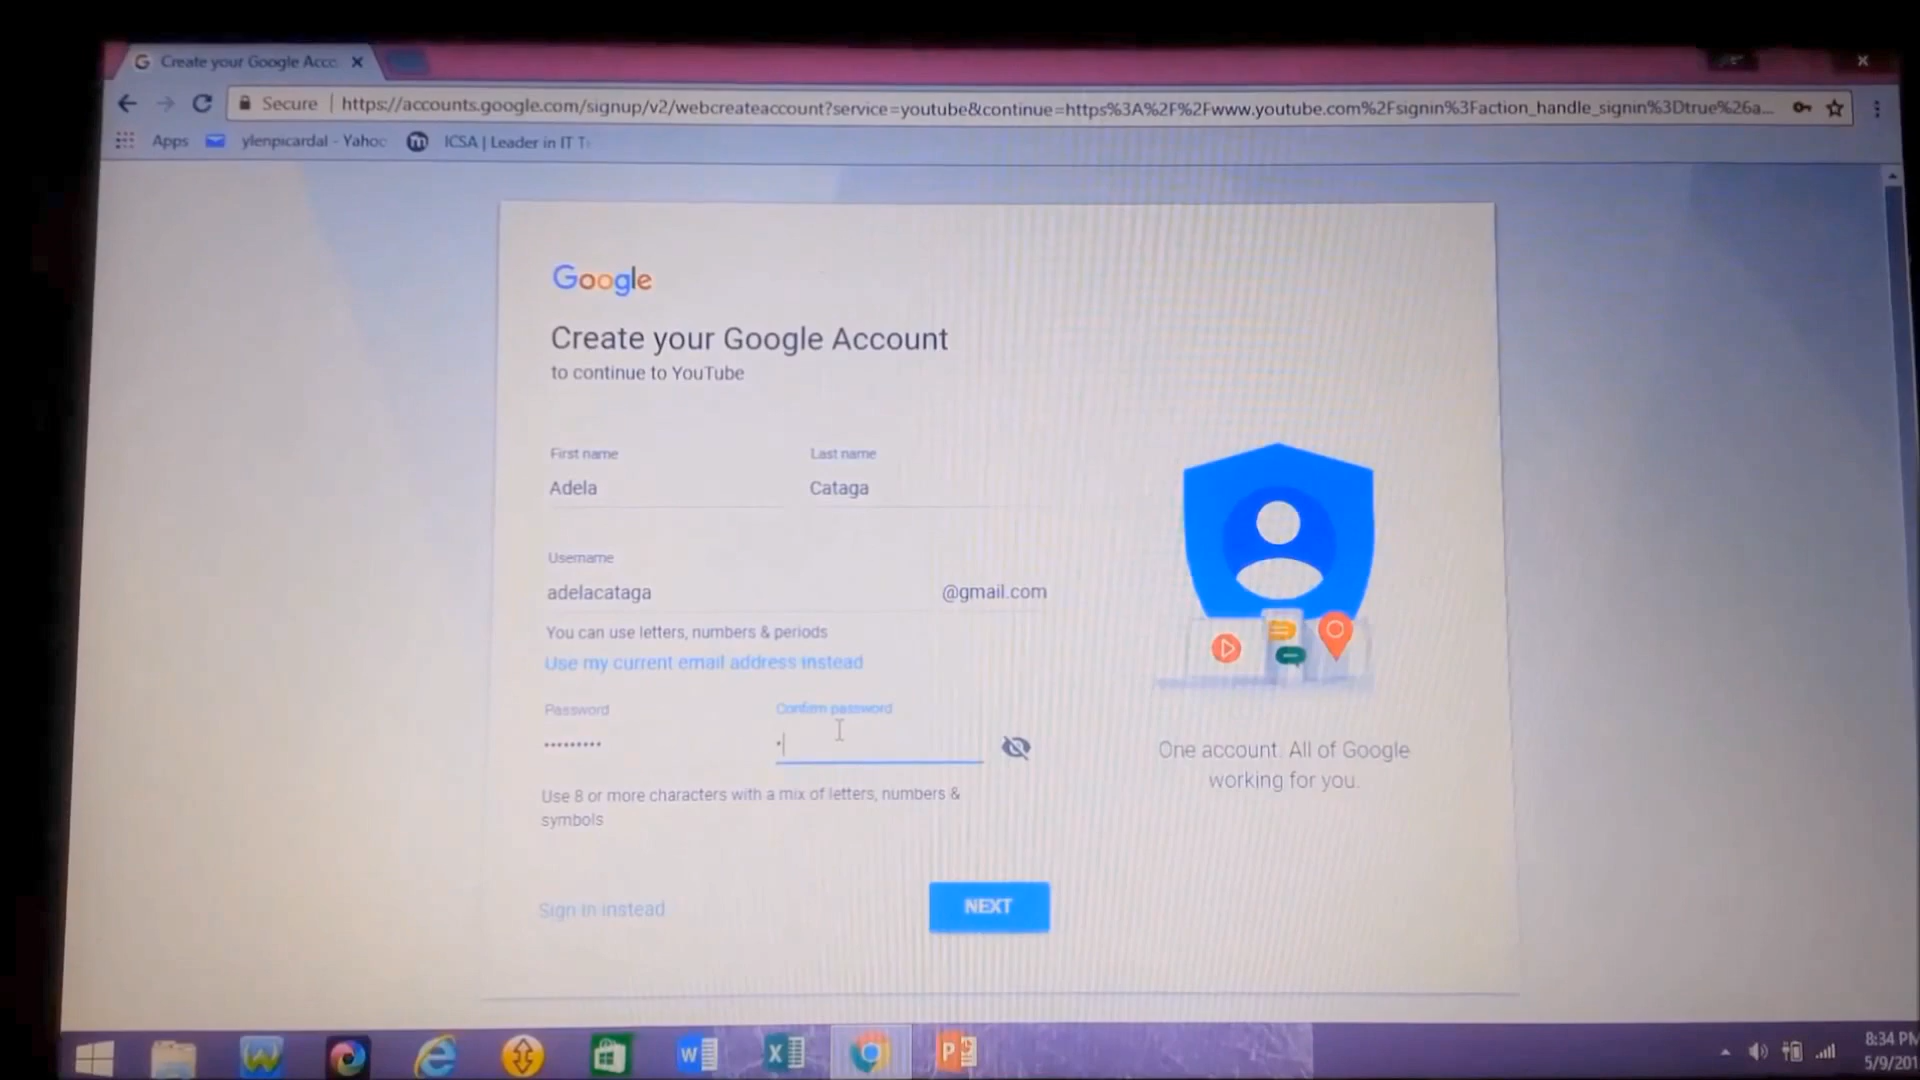 Create your Google Acco
Secure | https://accounts.google.com/signup/v2/webcreateaccount?service=youtube&continue=https%3A%2F%2Fwww.youtube.com%2Fsignin%3Faction_handle_signin%3Dtrue%26a...
Apps ylenpicardal - Yahoo ICSA | Leader in IT T
Google
Create your Google Account
to continue to YouTube
First name Last name
Adela Cataga
Username
adelacataga @gmail.com
You can use letters, numbers & periods
Use my current email address instead
Password Confirm password
Use 8 or more characters with a mix of letters, numbers &
symbols
One account. All of Google
working for you.
Sign in instead NEXT
8:34 PM
5/9/201